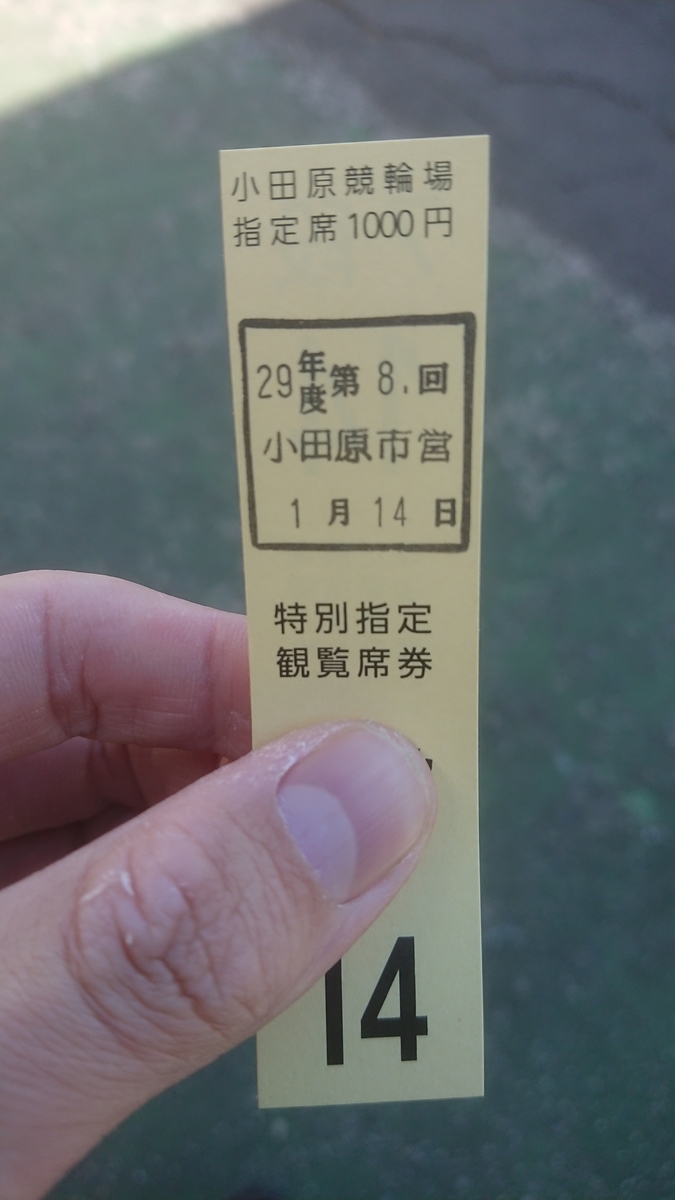 小田原競輪場
指定席1000円
29年度第8.回
小田原市営
1月14日
特別指定
観覧席券
14